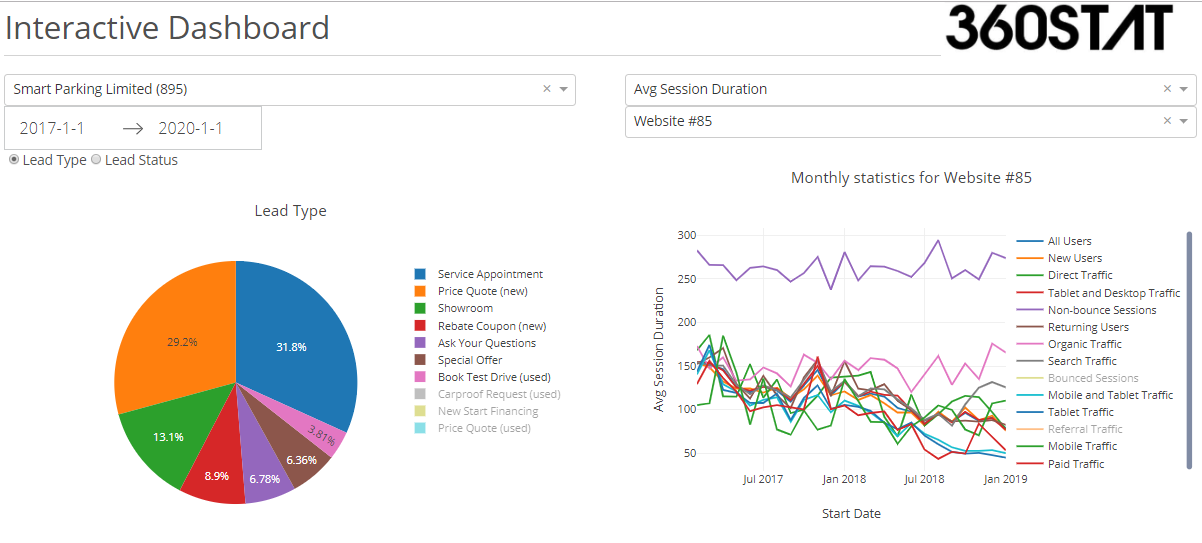 Interactive Dashboard
360STAT
Smart Parking Limited (895) ×
2017-1-1 → 2020-1-1
Lead Type Lead Status
Lead Type
31.8%
29.2%
13.1%
8.9%
6.78%
6.36%
3.81%
Service Appointment
Price Quote (new)
Showroom
Rebate Coupon (new)
Ask Your Questions
Special Offer
Book Test Drive (used)
Carproof Request (used)
New Start Financing
Price Quote (used)
Avg Session Duration ×
Website #85 ×
Monthly statistics for Website #85
Avg Session Duration
300
250
200
150
100
50
Jul 2017 Jan 2018 Jul 2018 Jan 2019
Start Date
All Users
New Users
Direct Traffic
Tablet and Desktop Traffic
Non-bounce Sessions
Returning Users
Organic Traffic
Search Traffic
Bounced Sessions
Mobile and Tablet Traffic
Tablet Traffic
Referral Traffic
Mobile Traffic
Paid Traffic